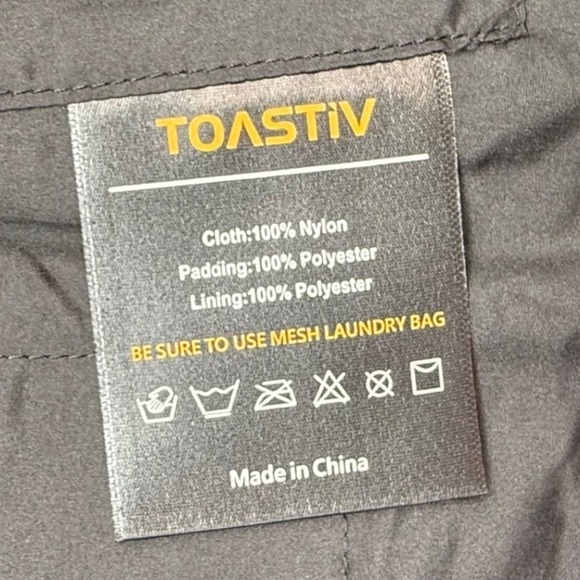 TOASTiV
Cloth:100% Nylon
Padding:100% Polyester
Lining:100% Polyester
BE SURE TO USE MESH LAUNDRY BAG
Made in China